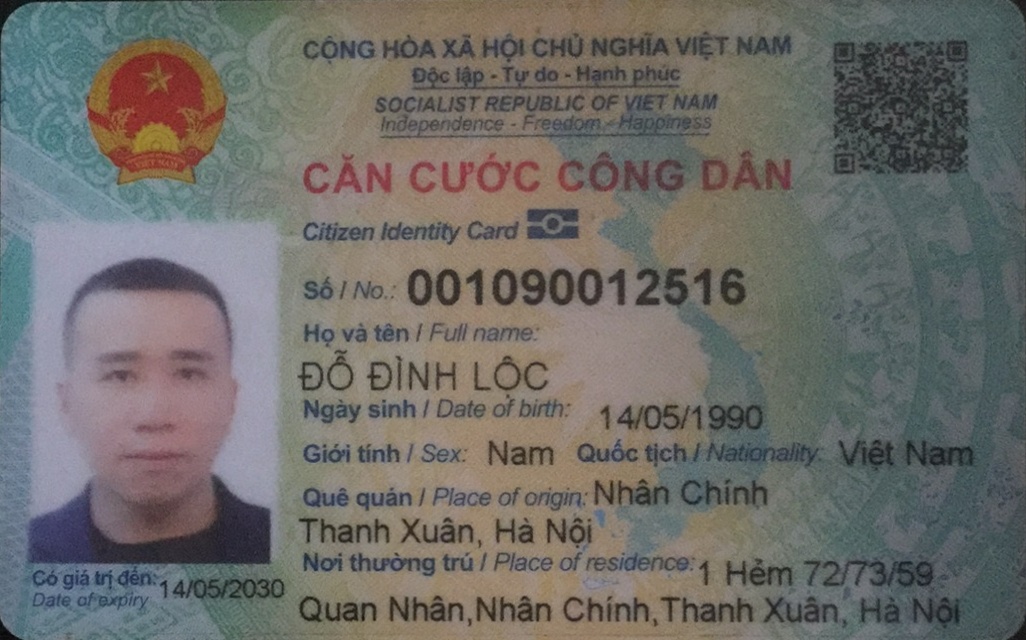 CỘNG HÒA XÃ HỘI CHỦ NGHĨA VIỆT NAM
Độc lập - Tự do - Hạnh phúc
SOCIALIST REPUBLIC OF VIET NAM
Independence - Freedom - Happiness
CĂN CƯỚC CÔNG DÂN
Citizen Identity Card
Số / No.: 001090012516
Họ và tên / Full name:
ĐỖ ĐÌNH LỘC
Ngày sinh / Date of birth: 14/05/1990
Giới tính / Sex: Nam Quốc tịch / Nationality: Việt Nam
Quê quán / Place of origin: Nhân Chính
Thanh Xuân, Hà Nội
Nơi thường trú / Place of residence: 1 Hẻm 72/73/59
Quan Nhân,Nhân Chính,Thanh Xuân, Hà Nội
Có giá trị đến: 14/05/2030
Date of expiry
VIỆT NAM